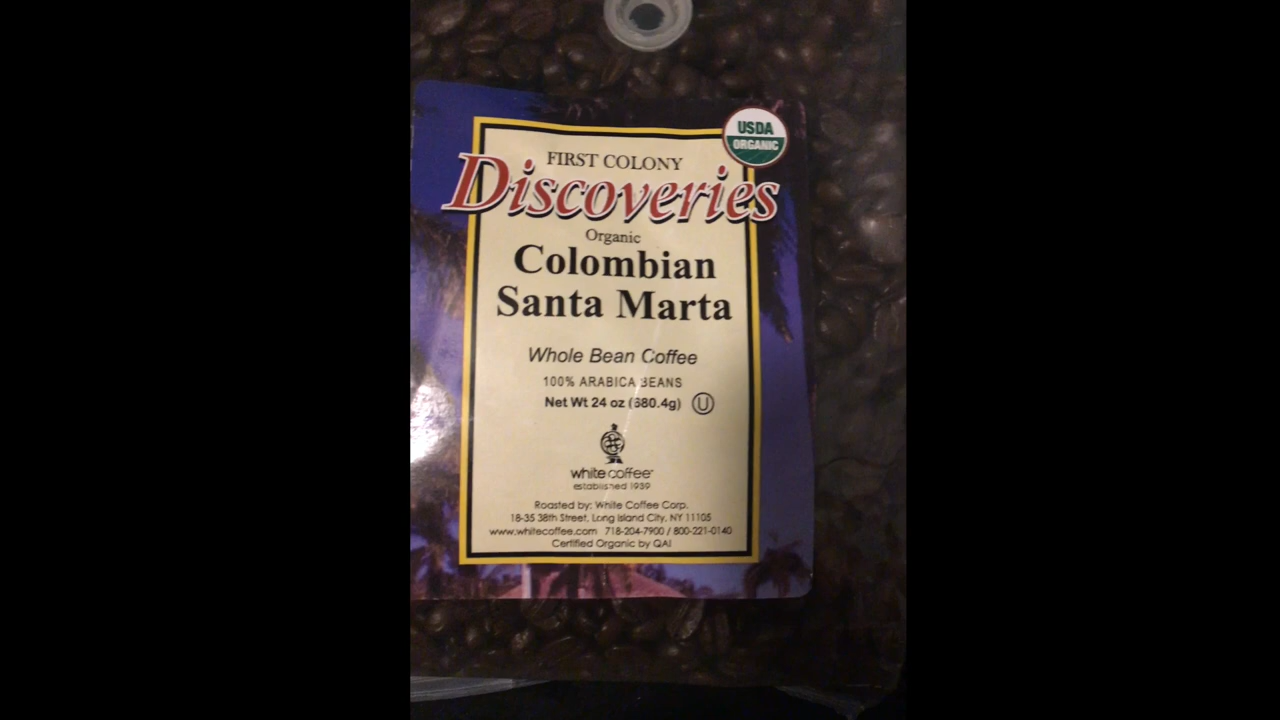 USDA
ORGANIC
FIRST COLONY
Discoveries
Organic
Colombian
Santa Marta
Whole Bean Coffee
100% ARABICA BEANS
Net Wt 24 oz (680.4g) U
white coffee
established 1939
Roasted by: White Coffee Corp.
18-35 38th Street, Long Island City, NY 11105
www.whitecoffee.com 718-204-7900 / 800-221-0140
Certified Organic by QAI